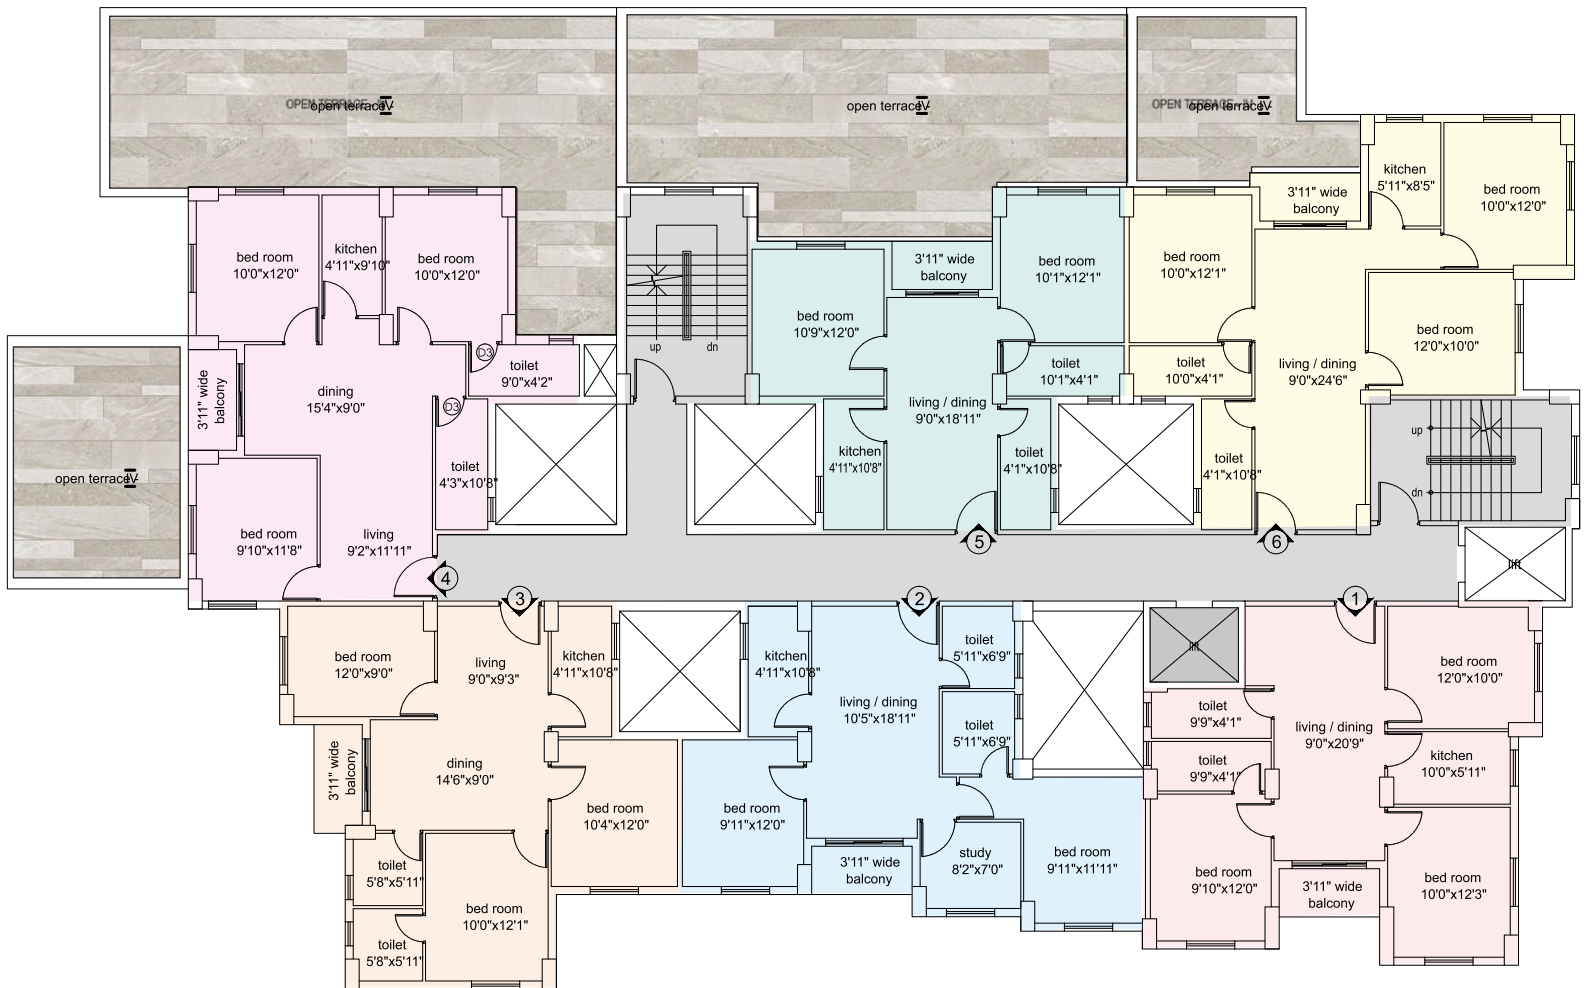 OPEN TERRACE - IV
open terrace-IV
open terrace-IV
OPEN TERRACE - IV
open terrace-IV
kitchen
5'11"x8'5"
bed room
10'0"x12'0"
3'11" wide
balcony
bed room
10'0"x12'0"
kitchen
4'11"x9'10"
bed room
10'0"x12'0"
3'11" wide
balcony
bed room
10'1"x12'1"
bed room
10'0"x12'1"
bed room
10'9"x12'0"
up
dn
bed room
12'0"x10'0"
D3
toilet
9'0"x4'2"
toilet
10'1"x4'1"
toilet
10'0"x4'1"
living / dining
9'0"x24'6"
3'11" wide
balcony
dining
15'4"x9'0"
D3
living / dining
9'0"x18'11"
up
dn
open terrace-IV
toilet
4'3"x10'8"
kitchen
4'11"x10'8"
toilet
4'1"x10'8"
toilet
4'1"x10'8"
bed room
9'10"x11'8"
living
9'2"x11'11"
5
6
lift
4
3
2
1
bed room
12'0"x9'0"
living
9'0"x9'3"
kitchen
4'11"x10'8"
kitchen
4'11"x10'8"
toilet
5'11"x6'9"
lift
bed room
12'0"x10'0"
living / dining
10'5"x18'11"
toilet
5'11"x6'9"
toilet
9'9"x4'1"
living / dining
9'0"x20'9"
3'11" wide
balcony
dining
14'6"x9'0"
toilet
9'9"x4'1"
kitchen
10'0"x5'11"
bed room
10'4"x12'0"
bed room
9'11"x12'0"
3'11" wide
balcony
study
8'2"x7'0"
bed room
9'11"x11'11"
toilet
5'8"x5'11"
bed room
9'10"x12'0"
3'11" wide
balcony
bed room
10'0"x12'3"
bed room
10'0"x12'1"
toilet
5'8"x5'11"